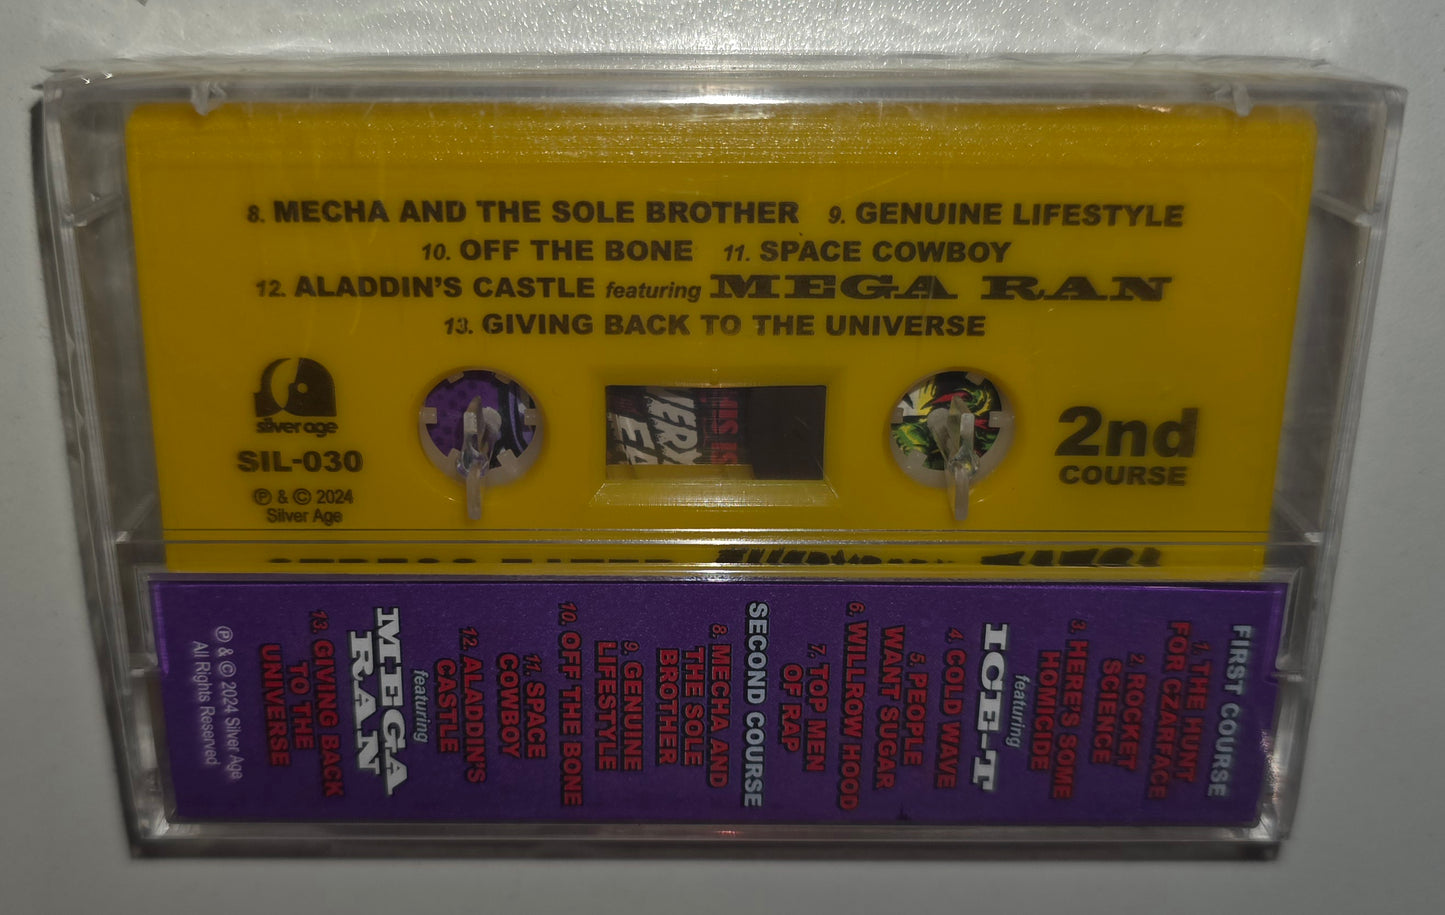 8. MECHA AND THE SOLE BROTHER 9. GENUINE LIFESTYLE
10. OFF THE BONE 11. SPACE COWBOY
12. ALADDIN'S CASTLE featuring MEGA RAN
13. GIVING BACK TO THE UNIVERSE
silver age
SIL-030
℗ & © 2024
Silver Age
2nd
COURSE
FIRST COURSE
1. THE HUNT
FOR CZARFACE
2. ROCKET
SCIENCE
3. HERE'S SOME
HOMICIDE
featuring
ICE-T
4. COLD WAVE
5. PEOPLE
WANT SUGAR
6. WILLROW HOOD
7. TOP MEN
OF RAP
SECOND COURSE
8. MECHA AND
THE SOLE
BROTHER
9. GENUINE
LIFESTYLE
10. OFF THE BONE
11. SPACE
COWBOY
12. ALADDIN'S
CASTLE
featuring
MEGA
RAN
13. GIVING BACK
TO THE
UNIVERSE
℗ & © 2024 Silver Age
All Rights Reserved